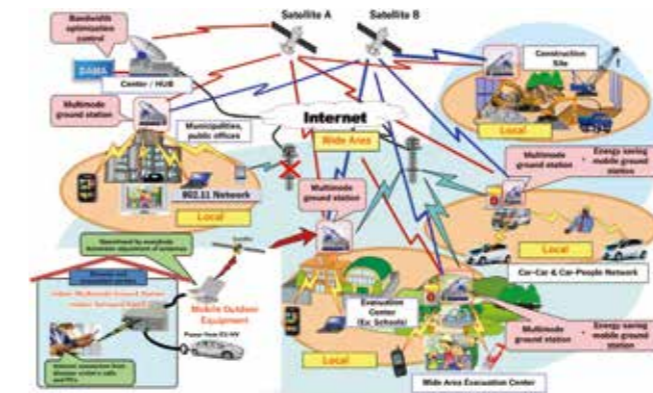 Satellite A
Satellite B
Bandwidth
optimization
control
DAMA
Center / HUB
Construction
Site
Multimode
ground station
Municipalities,
public offices
Internet
Wide Area
Local
802.11 Network
Local
Multimode
ground station
Multimode
ground station
+
Energy saving
mobile ground
station
Local
Car-Car & Car-People Network
Mobile Outdoor
Equipment
Evacuation
Center
(Ex: Schools)
Local
Multimode
ground station
+
Energy saving
mobile ground
station
Wide Area Evacuation Center